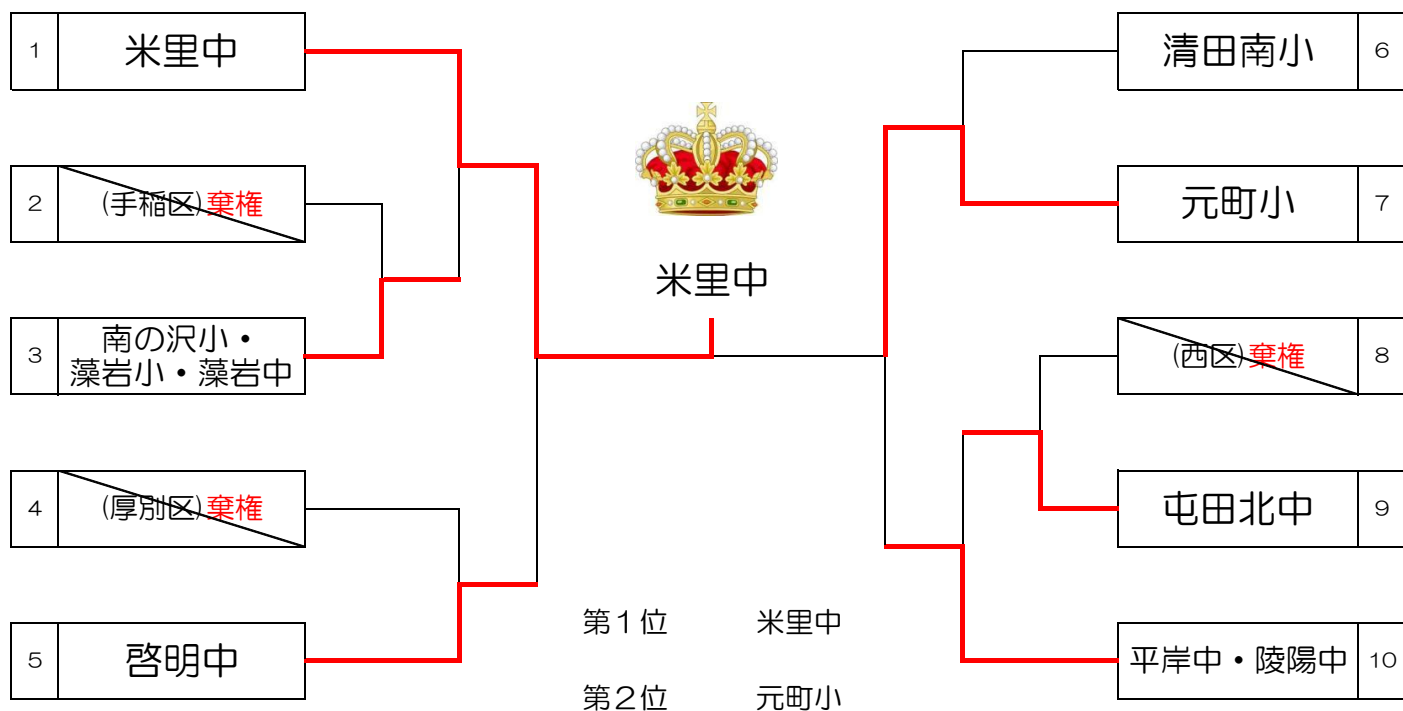 1 米里中
2 (手稲区)棄権
3 南の沢小・
藻岩小・藻岩中
4 (厚別区)棄権
5 啓明中
米里中
第１位 米里中
第２位 元町小
清田南小 6
元町小 7
(西区)棄権 8
屯田北中 9
平岸中・陵陽中 10